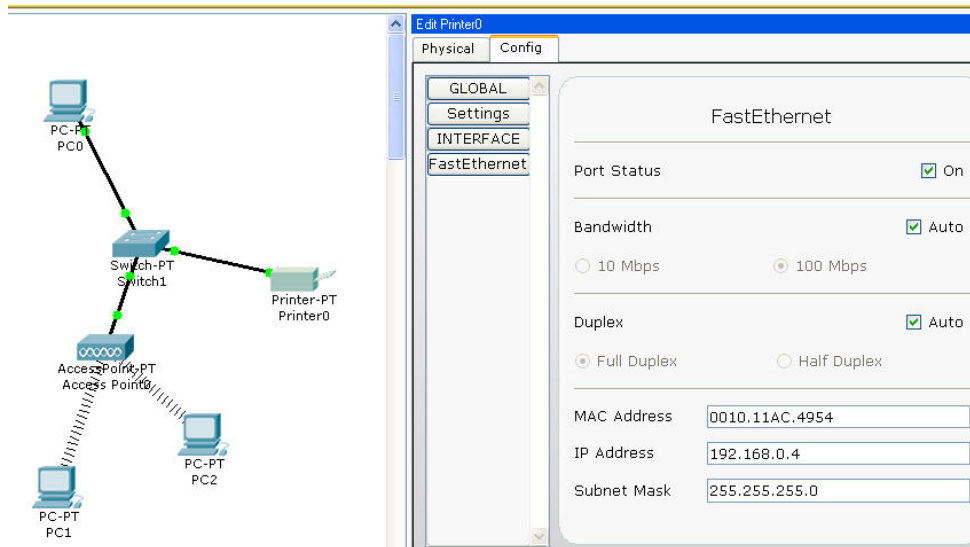 PC-PT
PC0
Switch-PT
Switch1
Printer-PT
Printer0
AccessPoint-PT
Access Point0
PC-PT
PC2
PC-PT
PC1
Edit Printer0
Physical Config
GLOBAL
Settings
INTERFACE
FastEthernet
FastEthernet
Port Status On
Bandwidth Auto
10 Mbps 100 Mbps
Duplex Auto
Full Duplex Half Duplex
MAC Address 0010.11AC.4954
IP Address 192.168.0.4
Subnet Mask 255.255.255.0